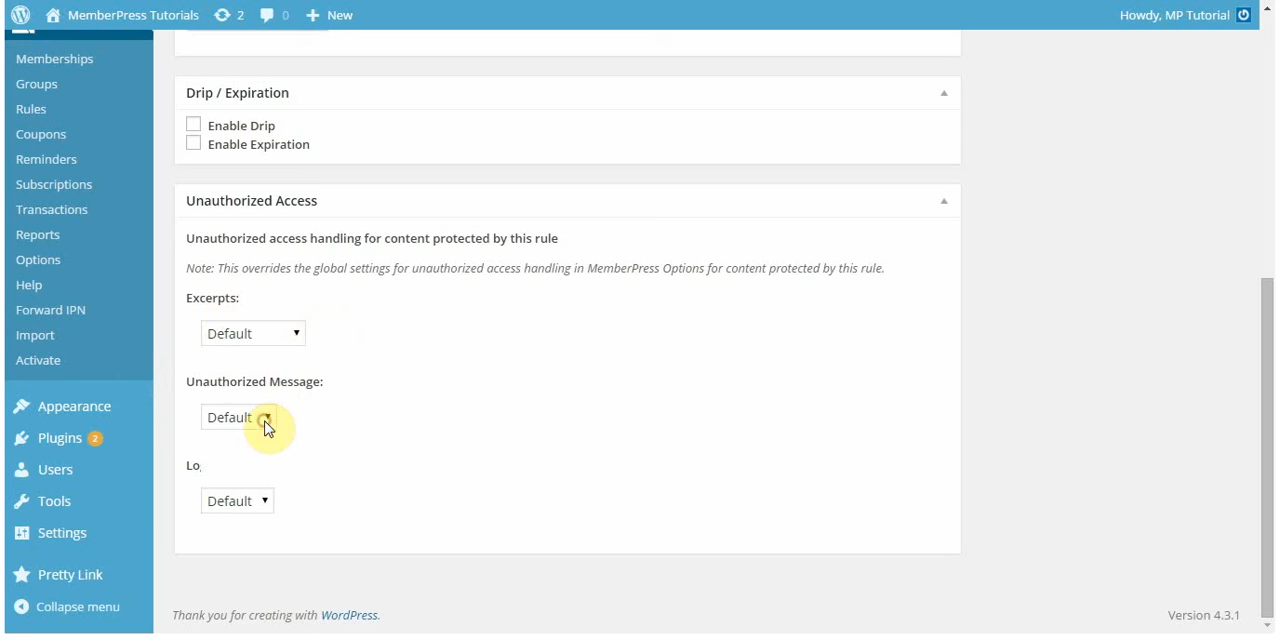 MemberPress Tutorials 2 0 New Howdy, MP Tutorial
Memberships
Groups
Rules
Coupons
Reminders
Subscriptions
Transactions
Reports
Options
Help
Forward IPN
Import
Activate
Appearance
Plugins 2
Users
Tools
Settings
Pretty Link
Collapse menu
Drip / Expiration
Enable Drip
Enable Expiration
Unauthorized Access
Unauthorized access handling for content protected by this rule
Note: This overrides the global settings for unauthorized access handling in MemberPress Options for content protected by this rule.
Excerpts:
Default
Unauthorized Message:
Default
Default
Thank you for creating with WordPress. Version 4.3.1